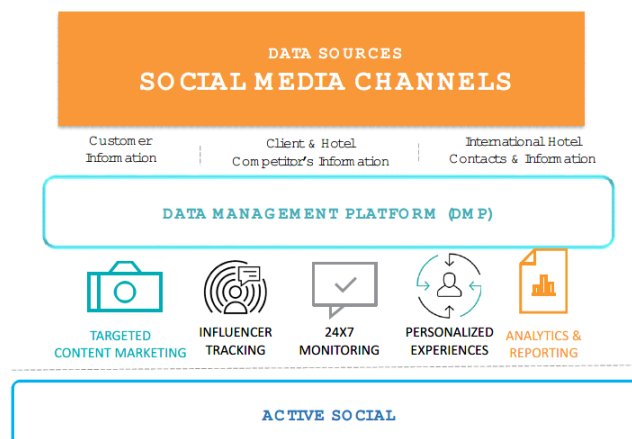 DATA SOURCES
SOCIAL MEDIA CHANNELS
Customer
Information
Client & Hotel
Competitor's Information
International Hotel
Contacts & Information
DATA MANAGEMENT PLATFORM (DMP)
TARGETED
CONTENT MARKETING
INFLUENCER
TRACKING
24X7
MONITORING
PERSONALIZED
EXPERIENCES
ANALYTICS &
REPORTING
ACTIVE SOCIAL